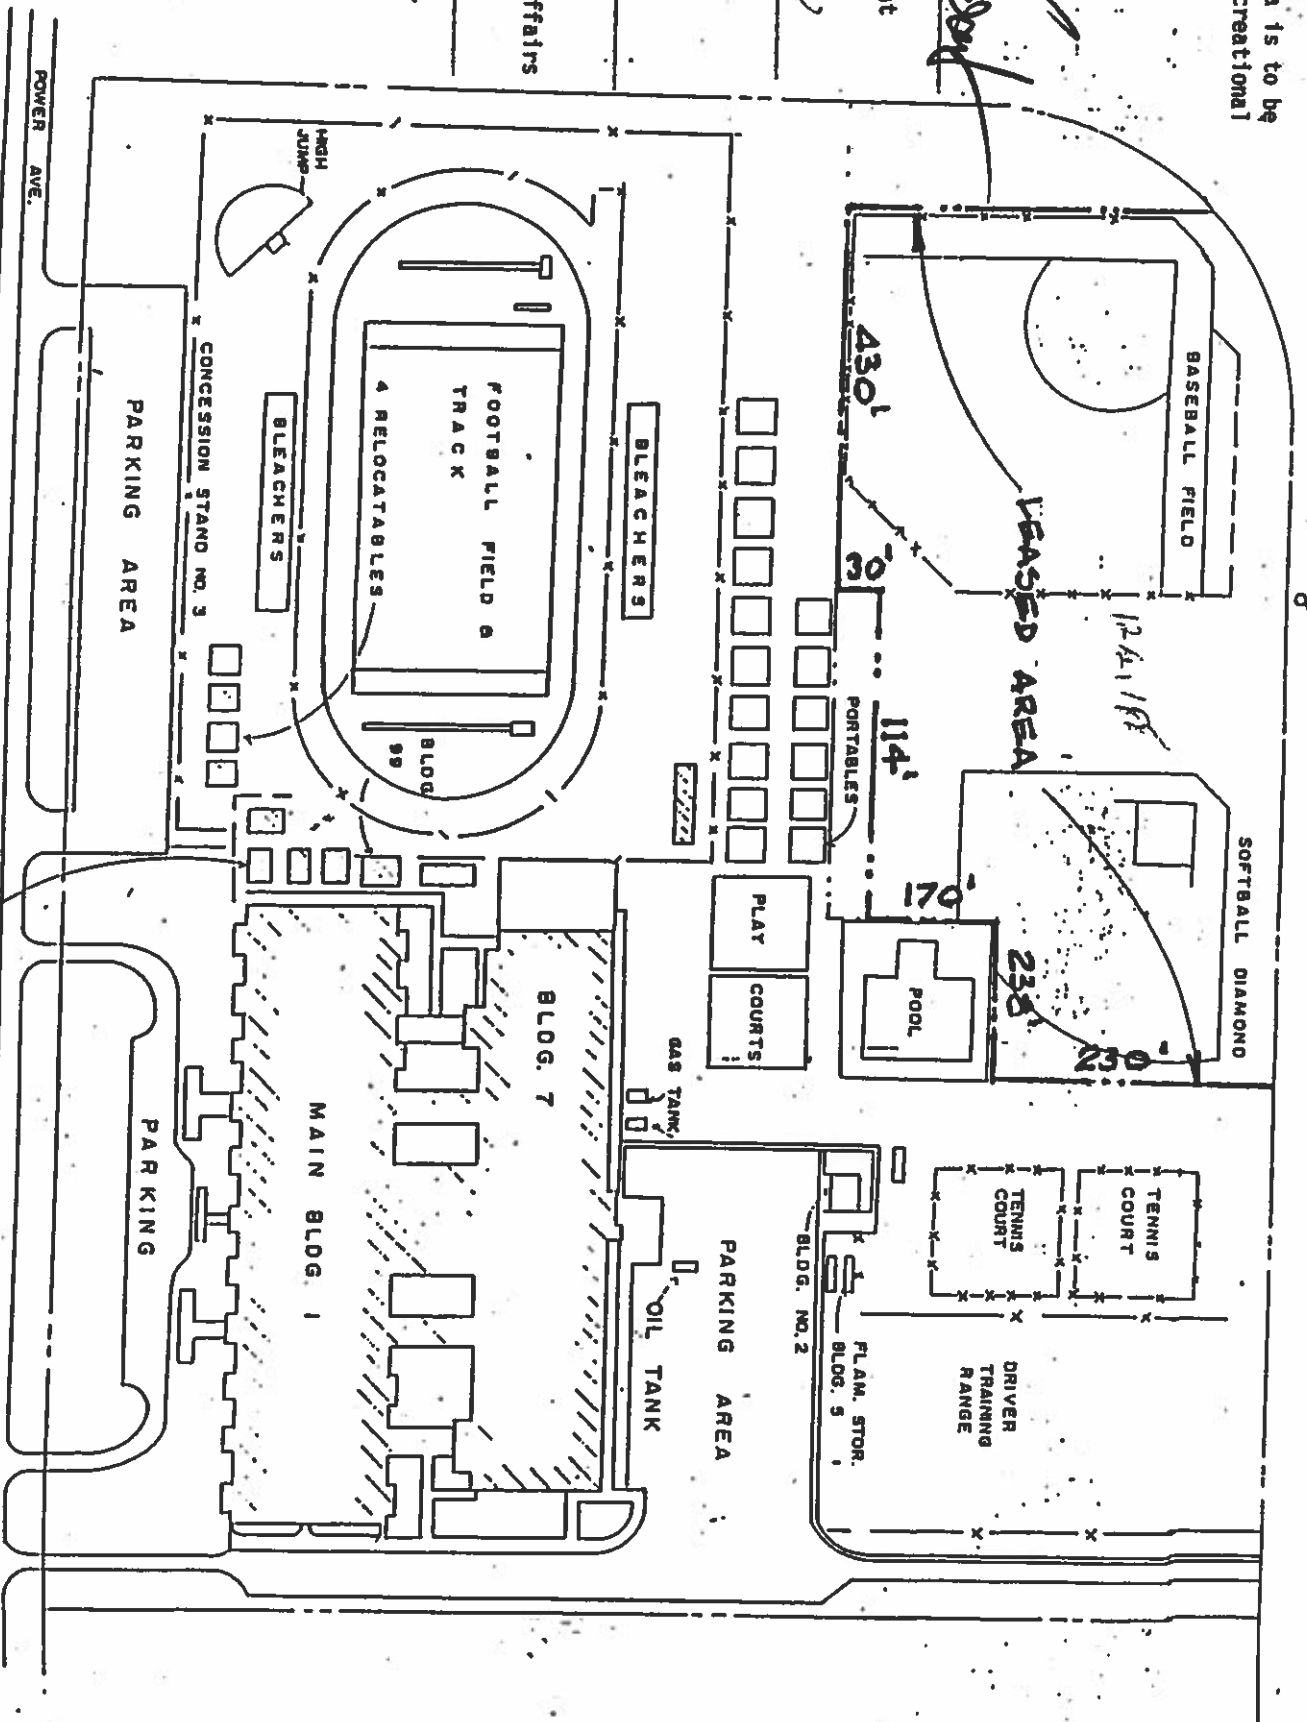 a is to be
creational
ffairs
POWER AVE.
HIGH
JUMP
BASEBALL FIELD
430'
LEASED AREA
30'
114'
170'
238'
230'
SOFTBALL DIAMOND
PORTABLES
POOL
PLAY
COURTS
BLEACHERS
FOOTBALL FIELD &
TRACK
4 RELOCATABLES
BLEACHERS
CONCESSION STAND NO. 3
PARKING AREA
BLDG
99
BLDG. 7
GAS TANK
MAIN BLDG 1
PARKING
OIL TANK
PARKING AREA
BLDG. NO. 2
FLAM. STOR.
BLDG. 5
TENNIS
COURT
TENNIS
COURT
DRIVER
TRAINING
RANGE